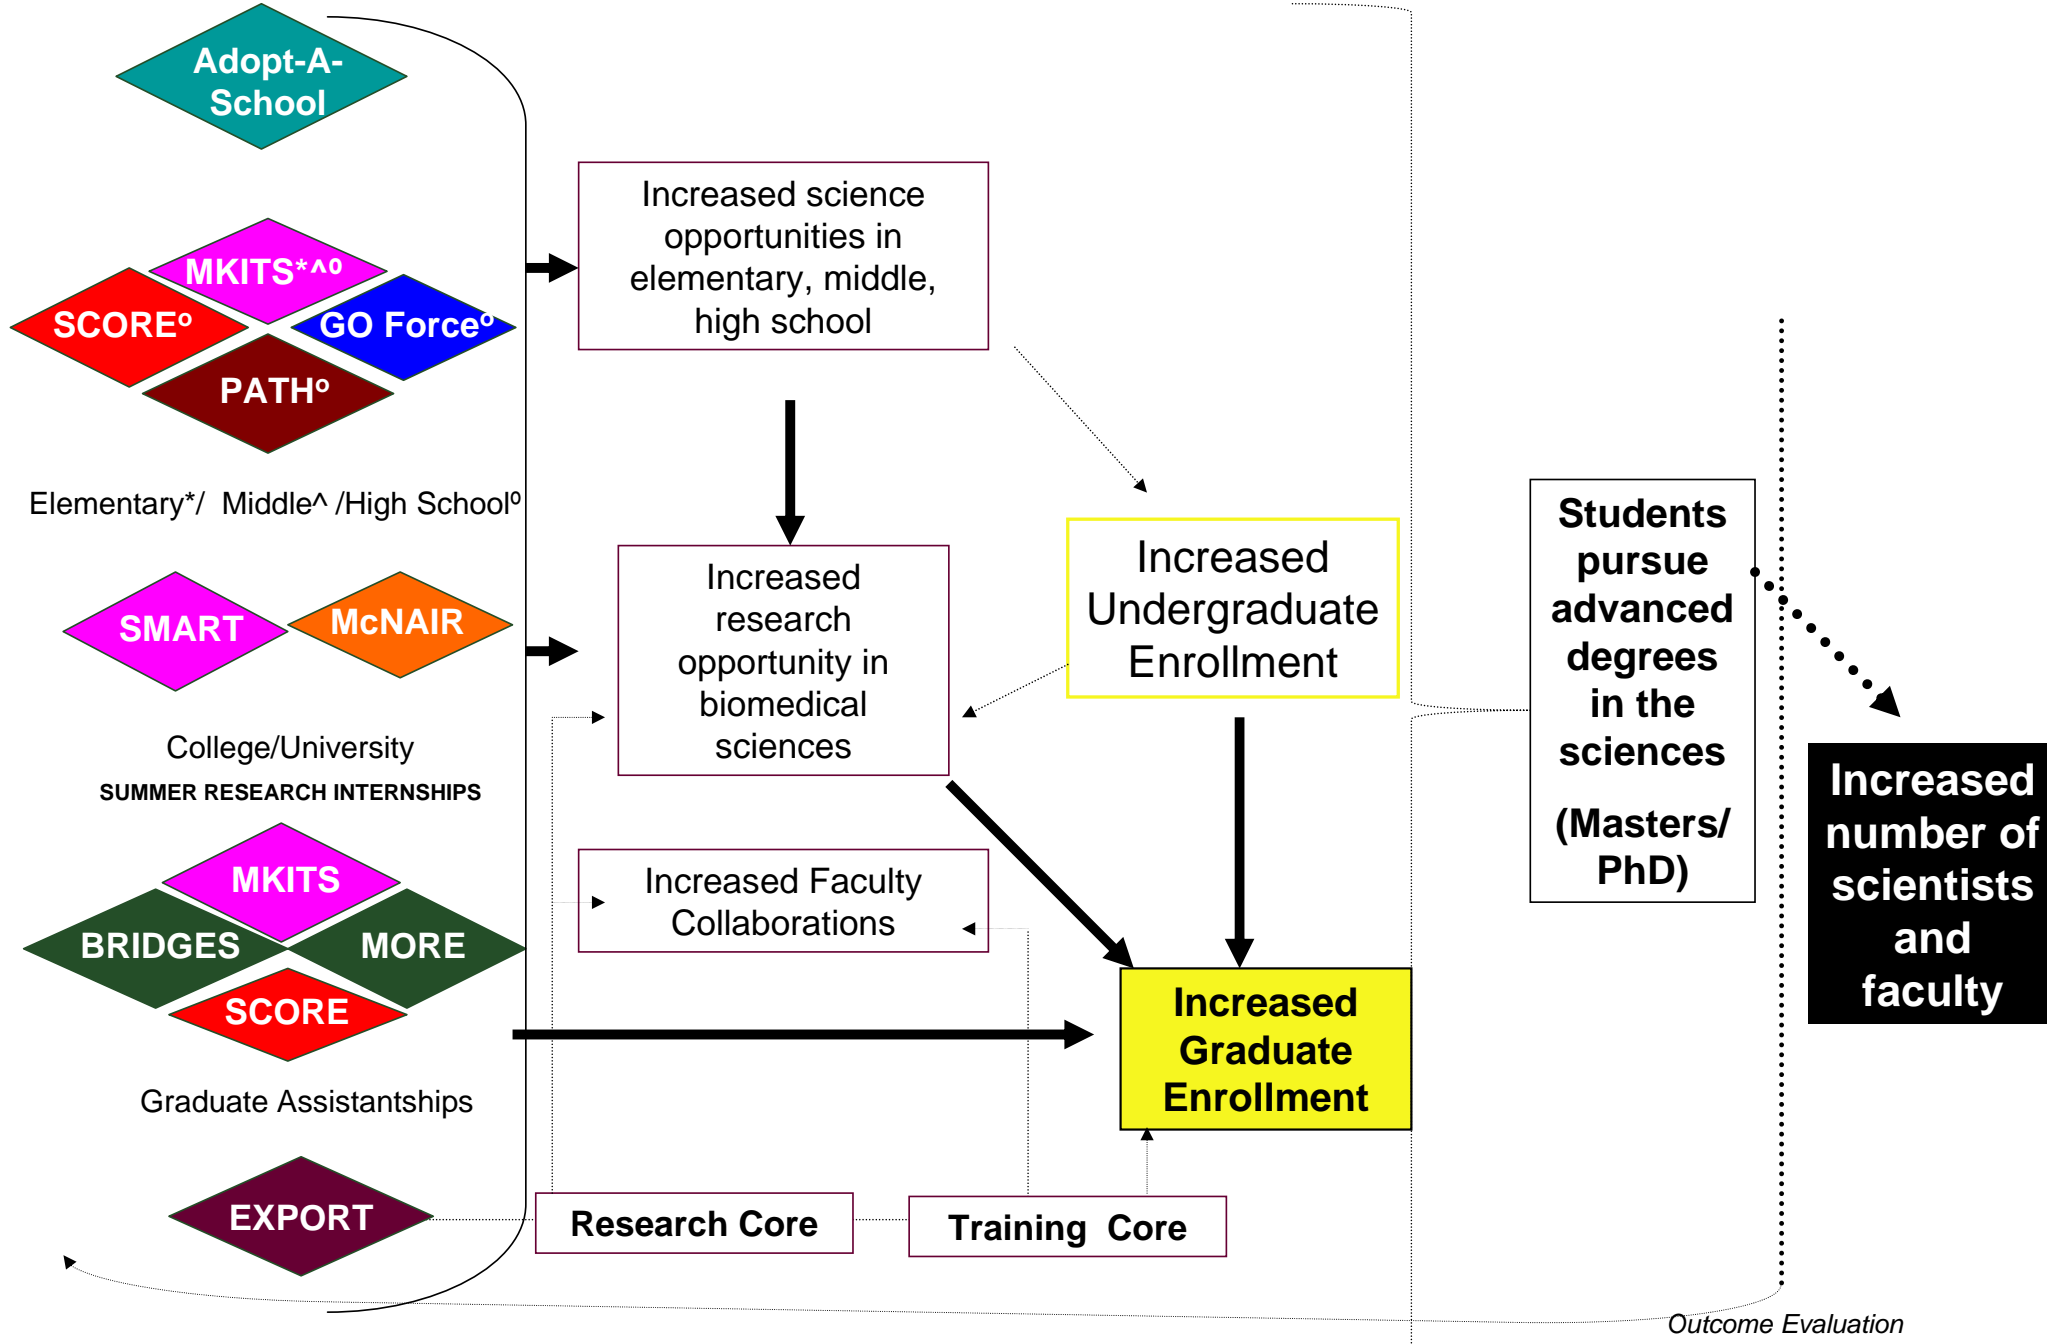 Adopt-A-
School
MKITS*^º
SCOREº
GO Forceº
PATHº
Elementary*/ Middle^ /High Schoolº
SMART
McNAIR
College/University
SUMMER RESEARCH INTERNSHIPS
MKITS
BRIDGES
MORE
SCORE
Graduate Assistantships
EXPORT
Increased science
opportunities in
elementary, middle,
high school
Increased
research
opportunity in
biomedical
sciences
Increased
Undergraduate
Enrollment
Increased Faculty
Collaborations
Increased
Graduate
Enrollment
Research Core
Training Core
Students
pursue
advanced
degrees
in the
sciences
(Masters/
PhD)
Increased
number of
scientists
and
faculty
Outcome Evaluation